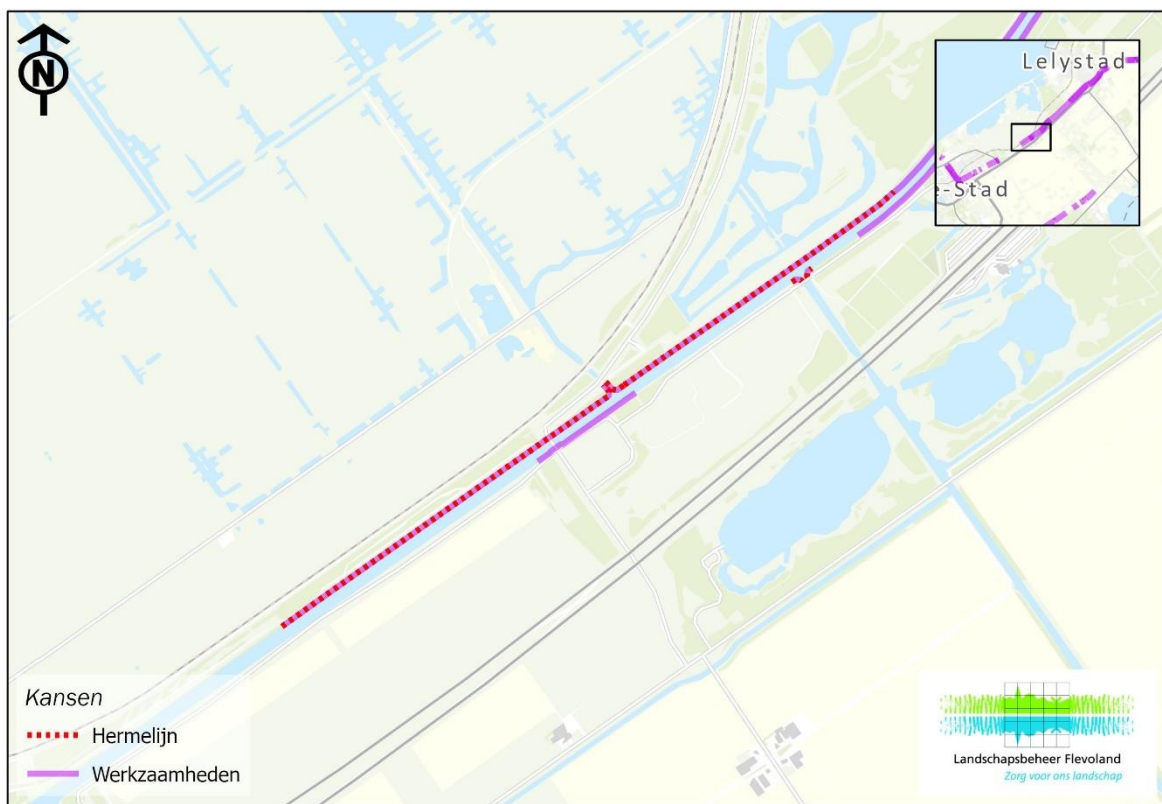 N
Lelystad
e-Stad
Kansen
Hermelijn
Werkzaamheden
Landschapsbeheer Flevoland
Zorg voor ons landschap